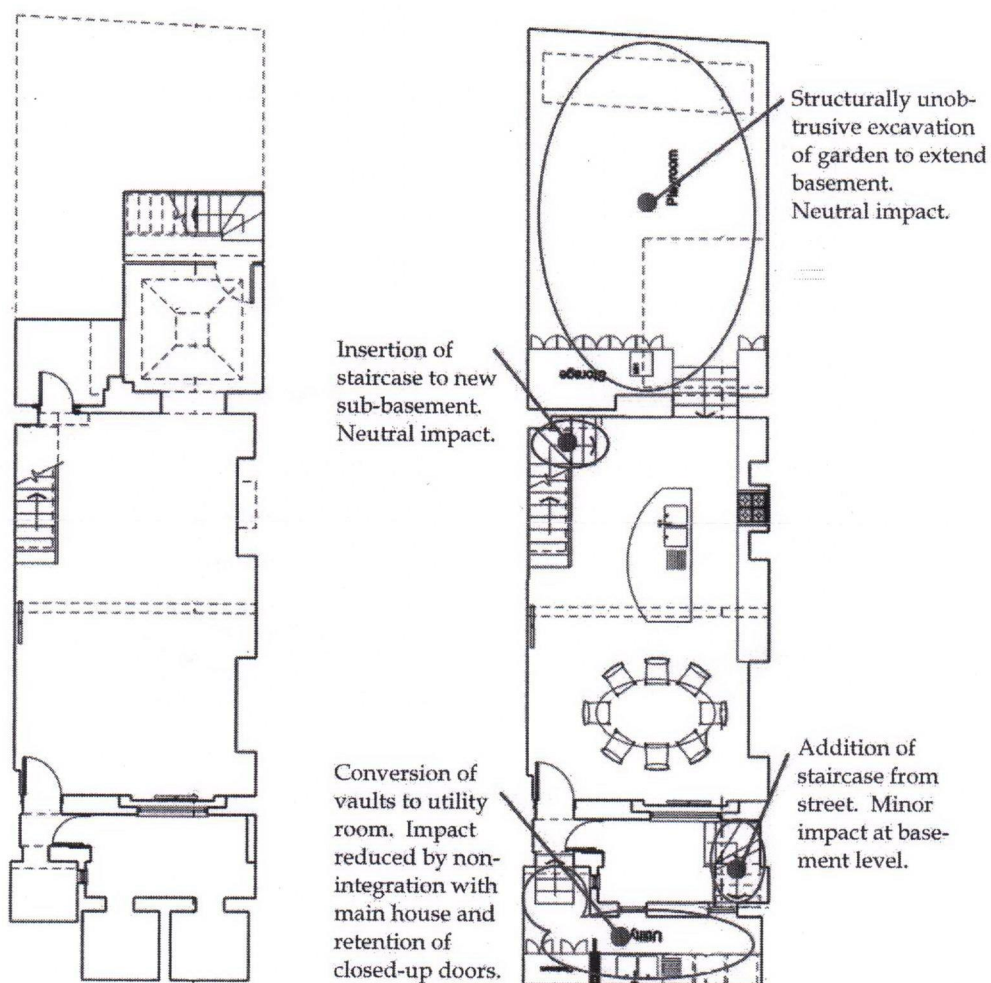 Structurally unob-
trusive excavation
of garden to extend
basement.
Neutral impact.
Playroom
Insertion of
staircase to new
sub-basement.
Neutral impact.
Storage
Conversion of
vaults to utility
room. Impact
reduced by non-
integration with
main house and
retention of
closed-up doors.
Addition of
staircase from
street. Minor
impact at base-
ment level.
Utility